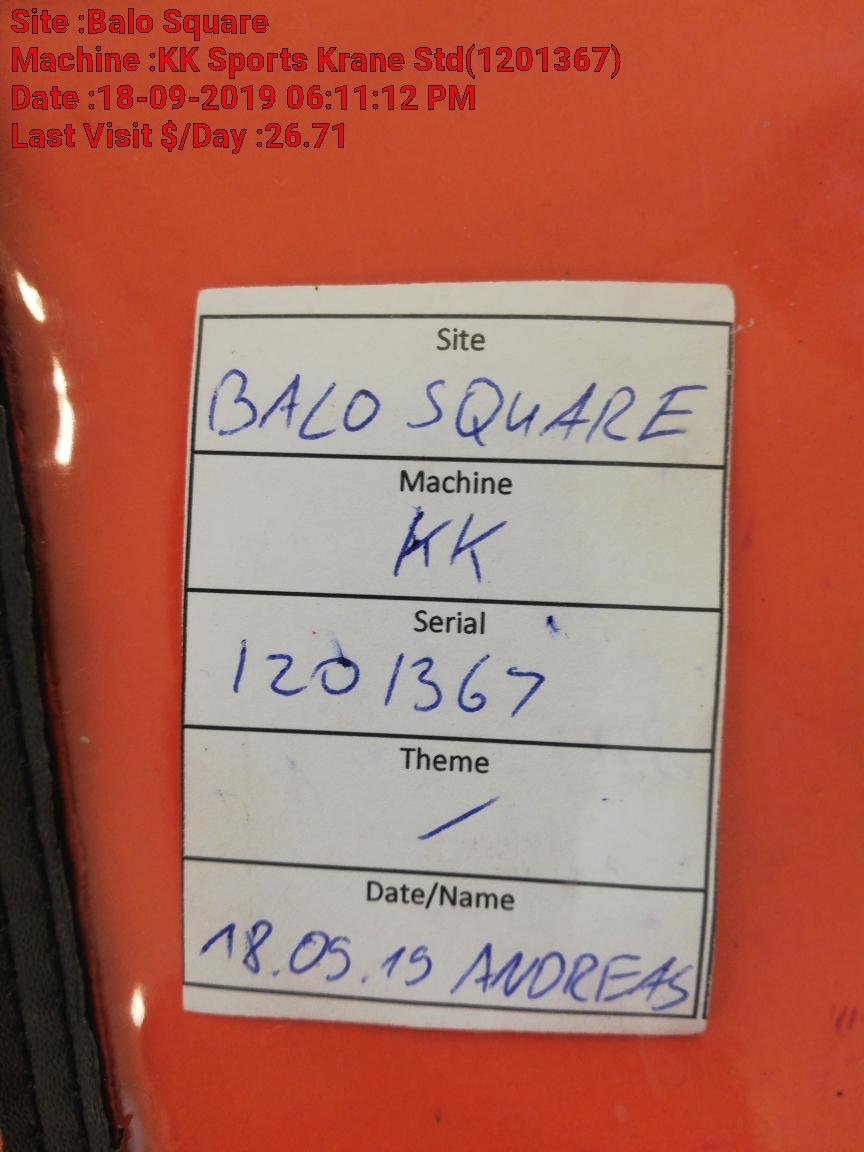 Site :Balo Square
Machine :KK Sports Krane Std(1201367)
Date :18-09-2019 06:11:12 PM
Last Visit $/Day :26.71
Site
BALO SQUARE
Machine
KK
Serial
1201367
Theme
/
Date/Name
18.09.19 ANDREAS